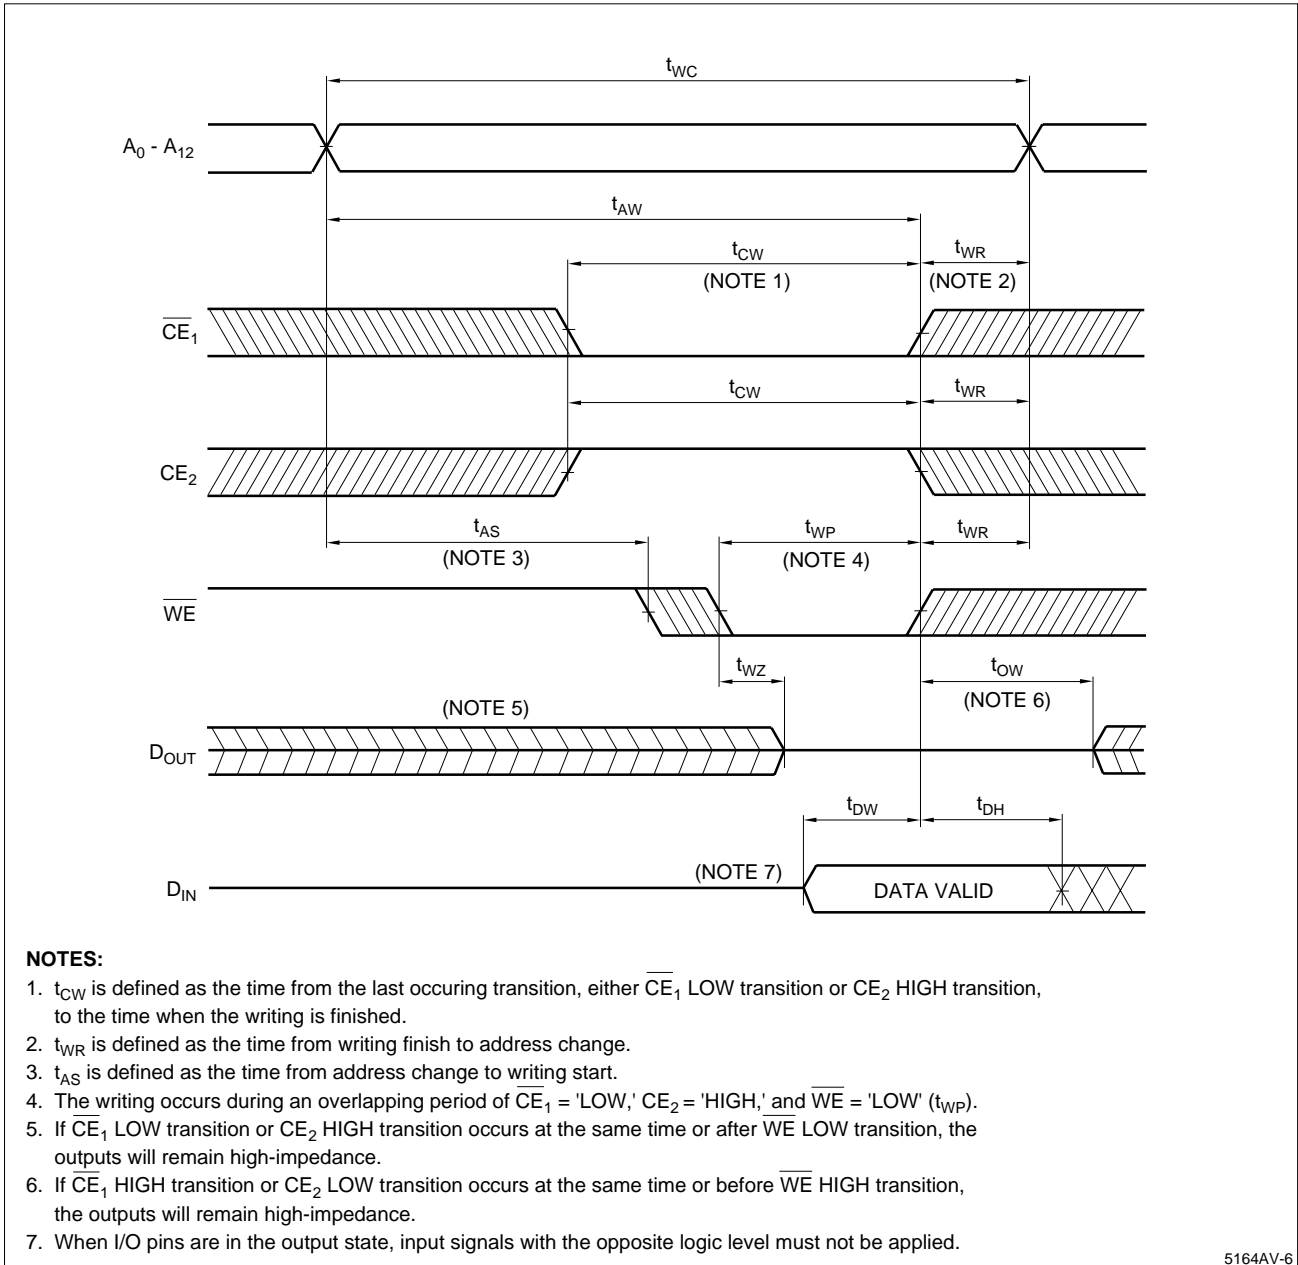 tWC
A0 - A12
tAW
tCW
tWR
(NOTE 1)
(NOTE 2)
CE1
tCW
tWR
CE2
tAS
tWP
tWR
(NOTE 3)
(NOTE 4)
WE
tWZ
tOW
(NOTE 5)
(NOTE 6)
DOUT
tDW
tDH
(NOTE 7)
DIN
DATA VALID
NOTES:
1. tCW is defined as the time from the last occuring transition, either CE1 LOW transition or CE2 HIGH transition,
to the time when the writing is finished.
2. tWR is defined as the time from writing finish to address change.
3. tAS is defined as the time from address change to writing start.
4. The writing occurs during an overlapping period of CE1 = 'LOW,' CE2 = 'HIGH,' and WE = 'LOW' (tWP).
5. If CE1 LOW transition or CE2 HIGH transition occurs at the same time or after WE LOW transition, the
outputs will remain high-impedance.
6. If CE1 HIGH transition or CE2 LOW transition occurs at the same time or before WE HIGH transition,
the outputs will remain high-impedance.
7. When I/O pins are in the output state, input signals with the opposite logic level must not be applied.
5164AV-6